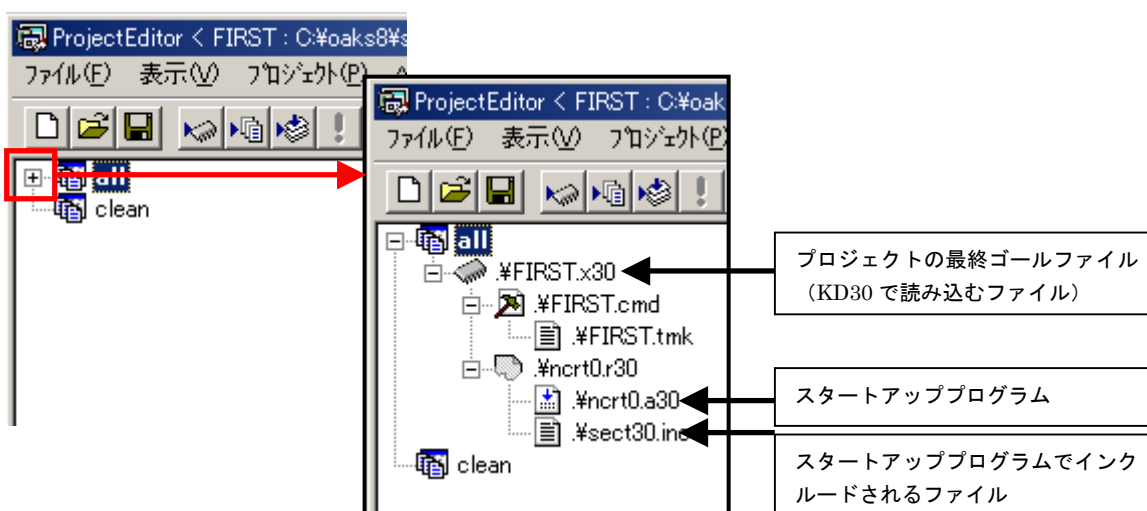 ProjectEditor < FIRST : C:¥oaks8¥s
ファイル(F) 表示(V) プロジェクト(P)
all
clean
ProjectEditor < FIRST : C:¥oak
ファイル(F) 表示(V) プロジェクト(P)
all
.¥FIRST.x30
.¥FIRST.cmd
.¥FIRST.tmk
.¥ncrt0.r30
.¥ncrt0.a30
.¥sect30.inc
clean
プロジェクトの最終ゴールファイル
（KD30 で読み込むファイル）
スタートアッププログラム
スタートアッププログラムでインク
ルードされるファイル